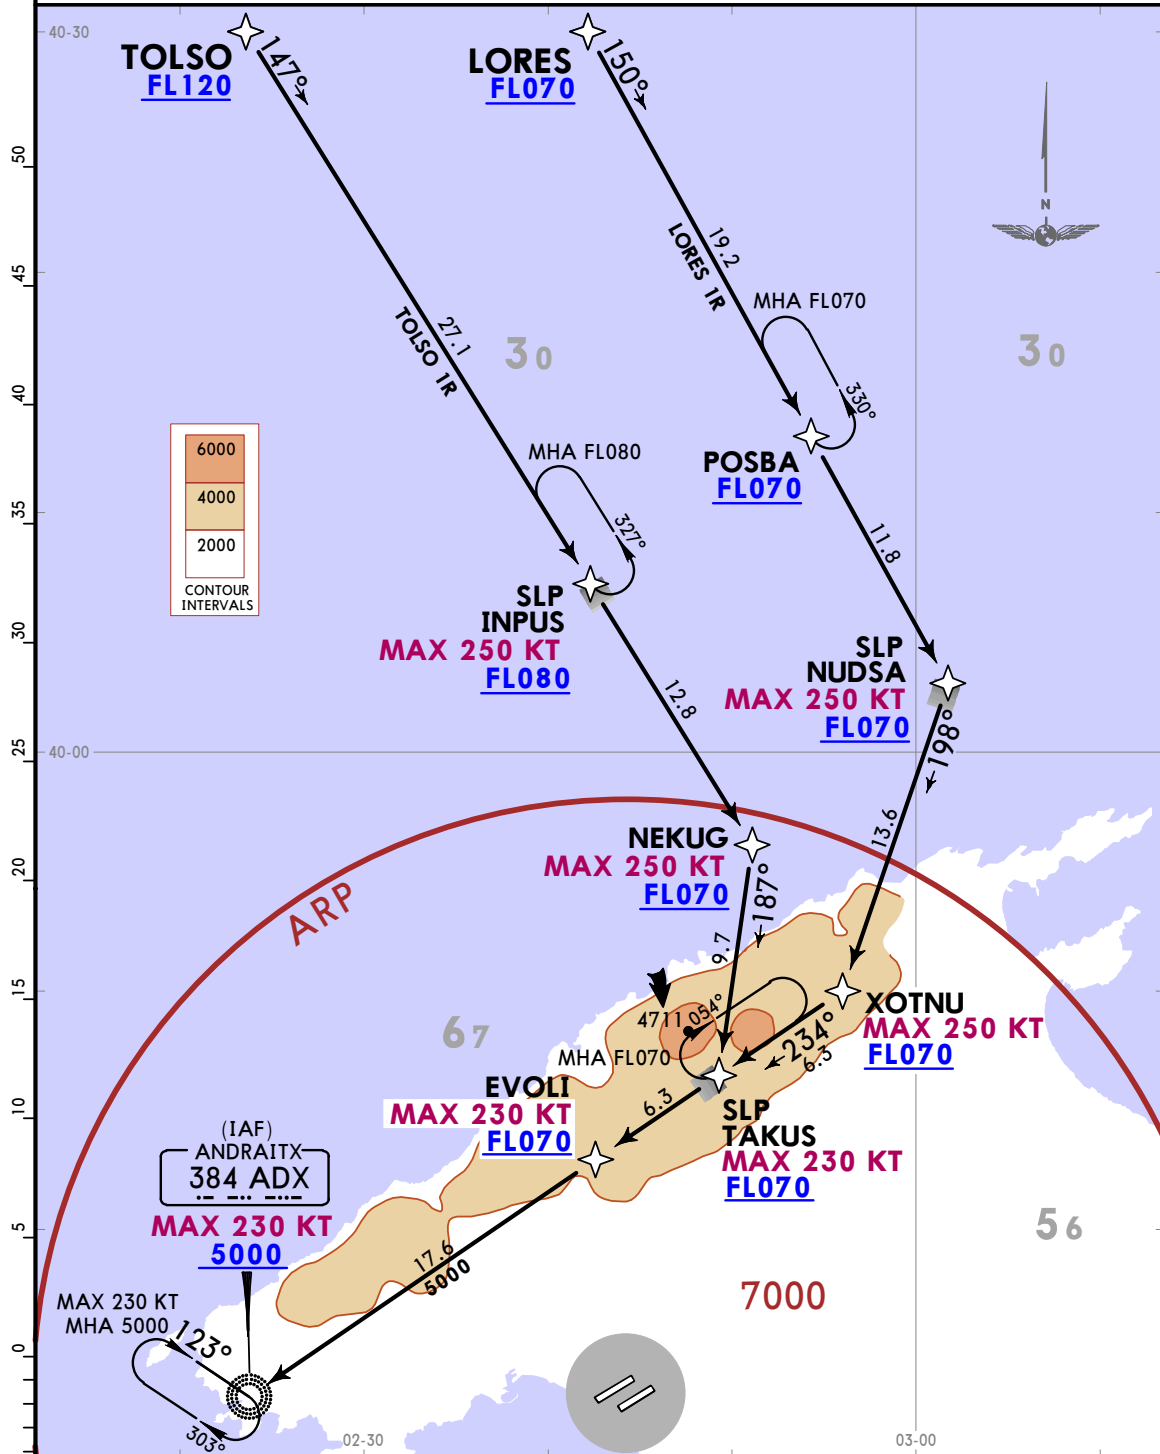 40-30
TOLSO
FL120
147°
LORES
FL070
150°
N
50
45
40
35
30
25
20
15
10
5
0
19.2
LORES 1R
MHA FL070
330°
27.1
TOLSO 1R
30
30
6000
4000
2000
CONTOUR
INTERVALS
MHA FL080
327°
POSBA
FL070
11.8
SLP
INPUS
MAX 250 KT
FL080
12.8
SLP
NUDSA
MAX 250 KT
FL070
198°
40-00
13.6
NEKUG
MAX 250 KT
FL070
187°
9.7
ARP
67
4711
054°
MHA FL070
XOTNU
MAX 250 KT
FL070
234°
6.3
EVOLI
MAX 230 KT
FL070
6.3
SLP
TAKUS
MAX 230 KT
FL070
(IAF)
ANDRAITX
384 ADX
MAX 230 KT
5000
17.6
5000
56
7000
MAX 230 KT
MHA 5000
123°
303°
02-30
03-00